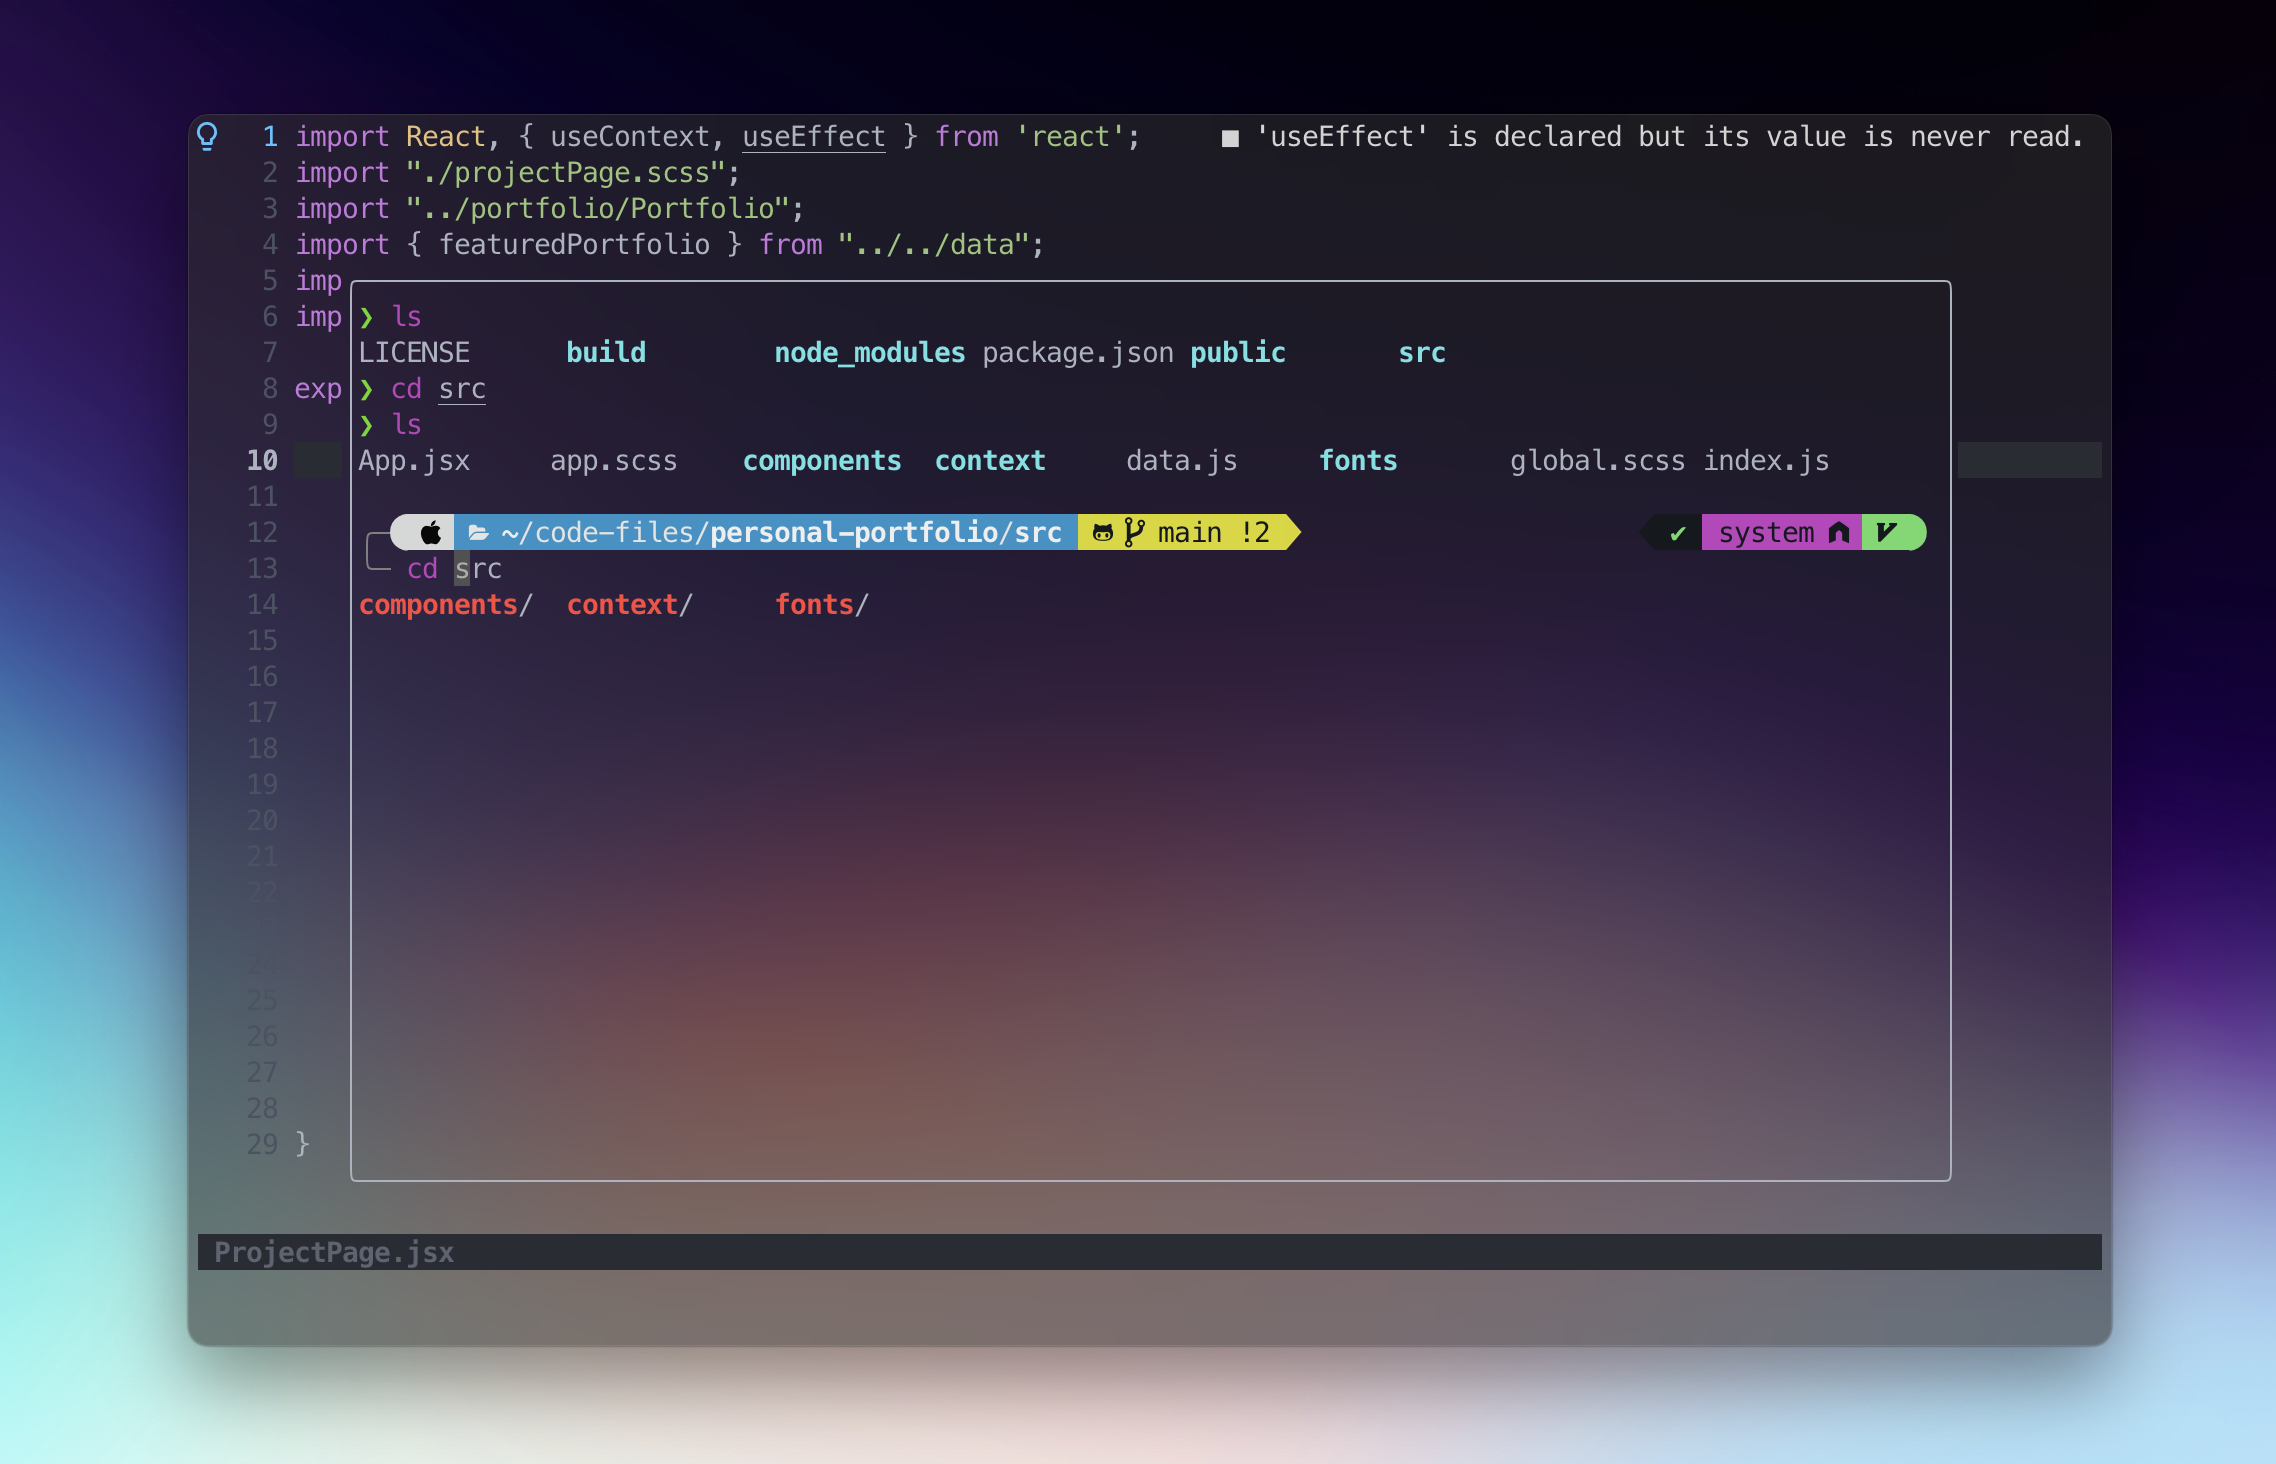 1 import React, { useContext, useEffect } from 'react'; ■ 'useEffect' is declared but its value is never read.
2 import "./projectPage.scss";
3 import "../portfolio/Portfolio";
4 import { featuredPortfolio } from "../../data";
5 imp
6 imp ❯ ls
7 LICENSE build node_modules package.json public src
8 exp ❯ cd src
9 ❯ ls
10 App.jsx app.scss components context data.js fonts global.scss index.js
11
12 ~/code-files/personal-portfolio/src main !2 ✔ system
13 cd src
14 components/ context/ fonts/
15
16
17
18
19
20
21
22
24
25
26
27
28
29 }
ProjectPage.jsx